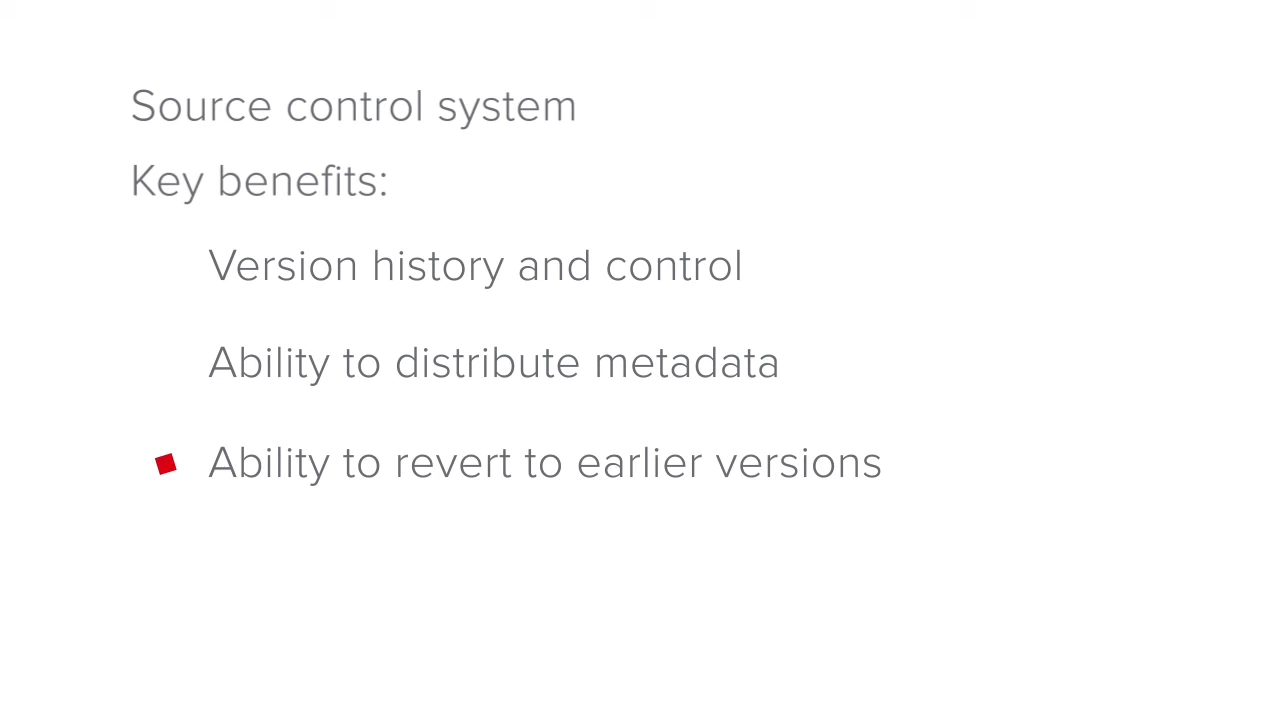 Source control system
Key benefits:
Version history and control
Ability to distribute metadata
Ability to revert to earlier versions